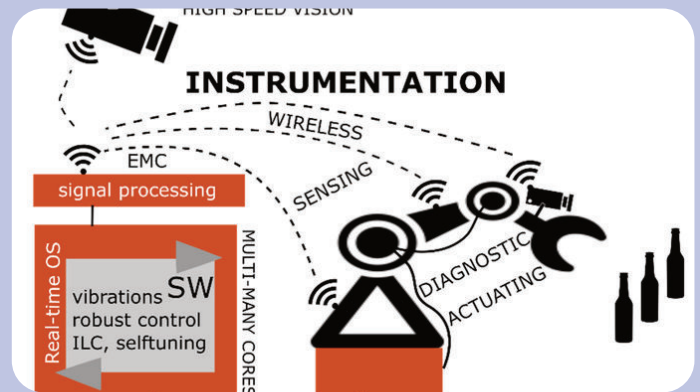 HIGH SPEED VISION
INSTRUMENTATION
WIRELESS
EMC
SENSING
signal processing
DIAGNOSTIC
ACTUATING
Real-time OS
MULTI-MANY CORES
SW
vibrations
robust control
ILC, selftuning